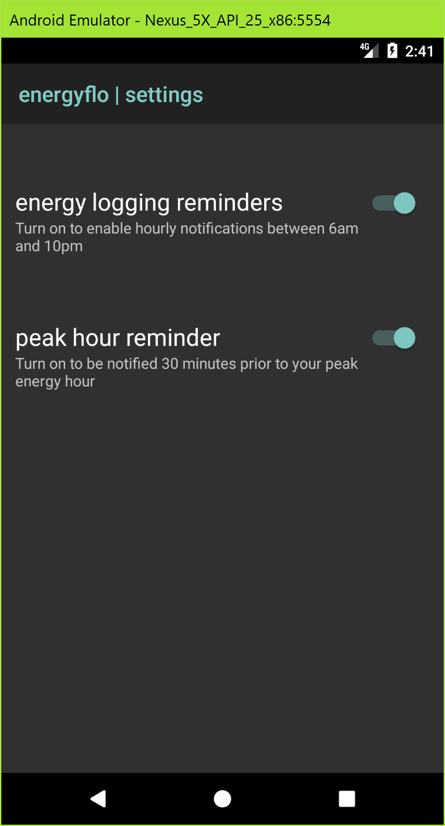 Android Emulator - Nexus_5X_API_25_x86:5554
4G 2:41
energyflo | settings
energy logging reminders
Turn on to enable hourly notifications between 6am
and 10pm
peak hour reminder
Turn on to be notified 30 minutes prior to your peak
energy hour